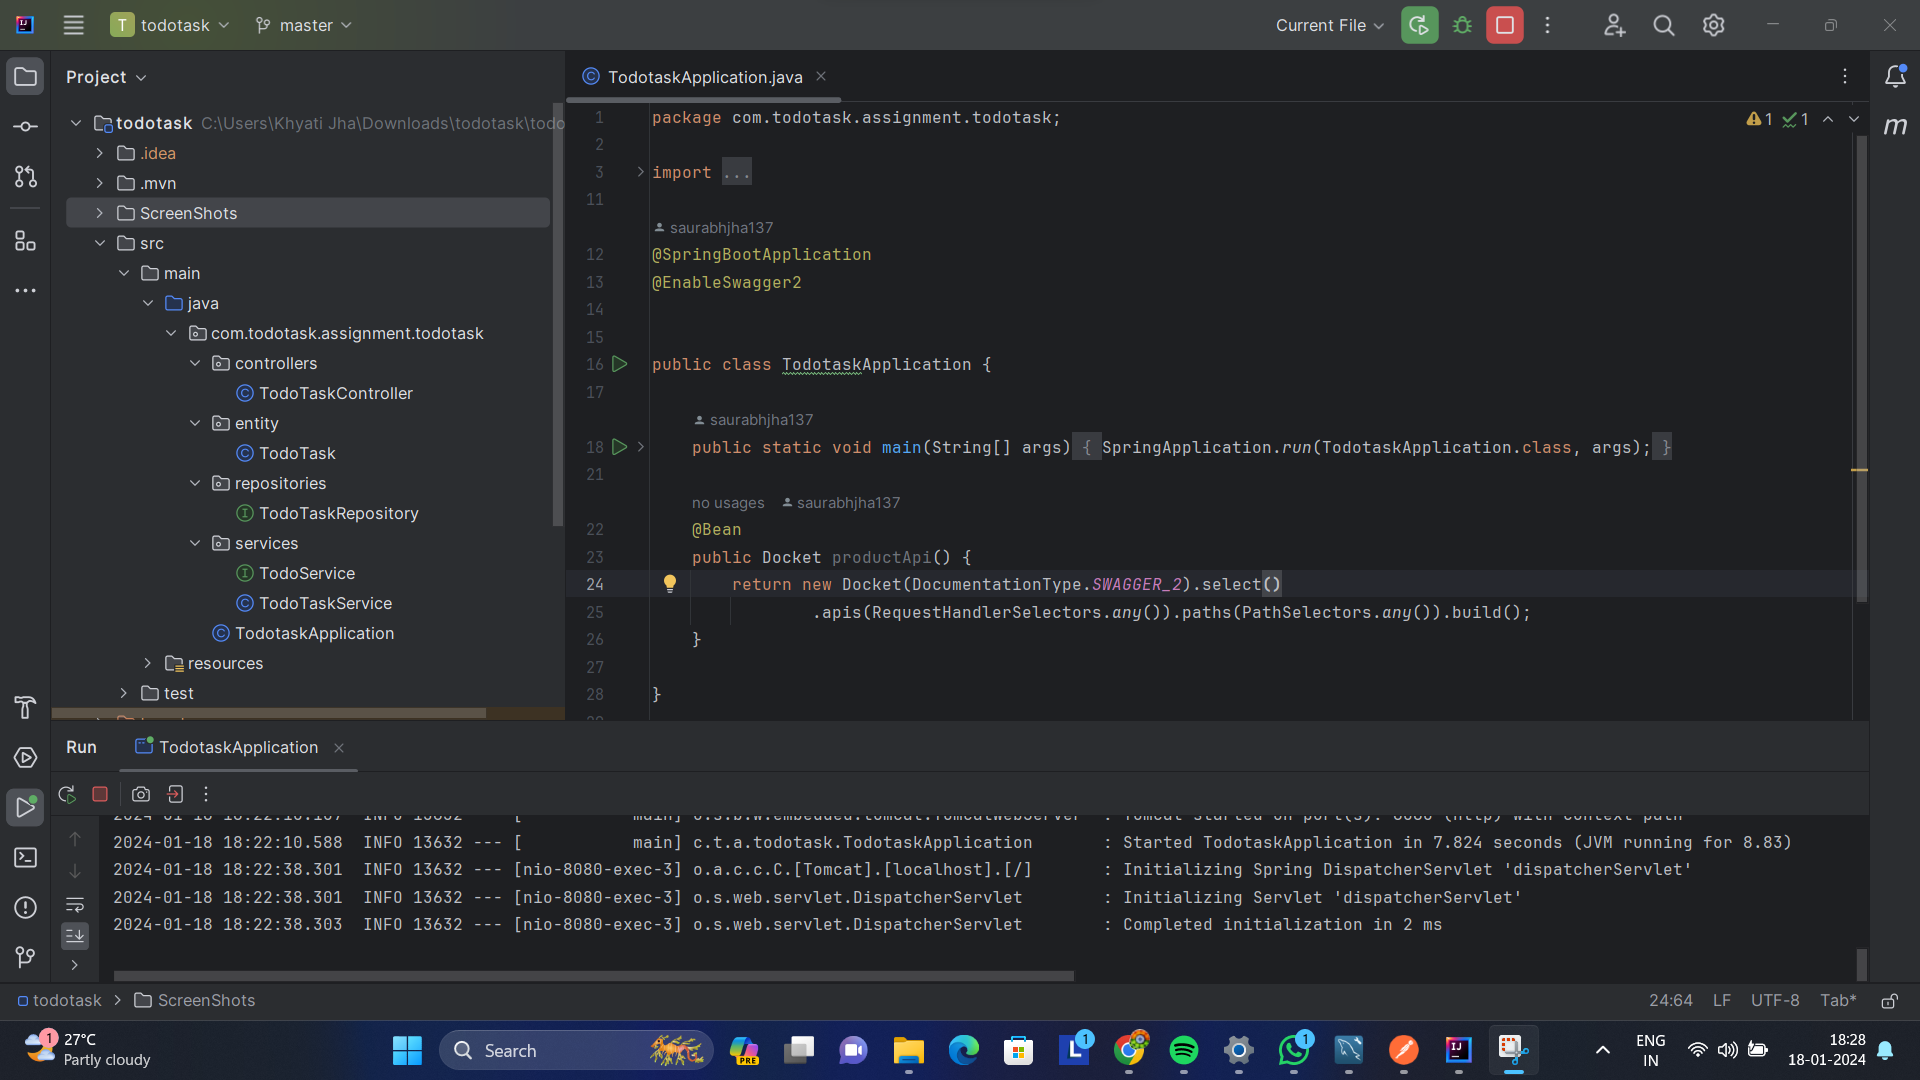 todotask
master
Current File
Project
TodotaskApplication.java
todotask C:\Users\Khyati Jha\Downloads\todotask\todo
.idea
.mvn
ScreenShots
src
main
java
com.todotask.assignment.todotask
controllers
TodoTaskController
entity
TodoTask
repositories
TodoTaskRepository
services
TodoService
TodoTaskService
TodotaskApplication
resources
test
1 package com.todotask.assignment.todotask;
1 1
2
3 import ...
11
saurabhjha137
12 @SpringBootApplication
13 @EnableSwagger2
14
15
16 public class TodotaskApplication {
17
saurabhjha137
18 public static void main(String[] args) { SpringApplication.run(TodotaskApplication.class, args); }
21
no usages saurabhjha137
22 @Bean
23 public Docket productApi() {
24 return new Docket(DocumentationType.SWAGGER_2).select()
25 .apis(RequestHandlerSelectors.any()).paths(PathSelectors.any()).build();
26 }
27
28 }
Run TodotaskApplication
2024-01-18 18:22:10.588 INFO 13632 --- [ main] c.t.a.todotask.TodotaskApplication : Started TodotaskApplication in 7.824 seconds (JVM running for 8.83)
2024-01-18 18:22:38.301 INFO 13632 --- [nio-8080-exec-3] o.a.c.c.C.[Tomcat].[localhost].[/] : Initializing Spring DispatcherServlet 'dispatcherServlet'
2024-01-18 18:22:38.301 INFO 13632 --- [nio-8080-exec-3] o.s.web.servlet.DispatcherServlet : Initializing Servlet 'dispatcherServlet'
2024-01-18 18:22:38.303 INFO 13632 --- [nio-8080-exec-3] o.s.web.servlet.DispatcherServlet : Completed initialization in 2 ms
todotask > ScreenShots
24:64 LF UTF-8 Tab*
1
27°C
Partly cloudy
Search
PRE
1
1
ENG
IN
18:28
18-01-2024